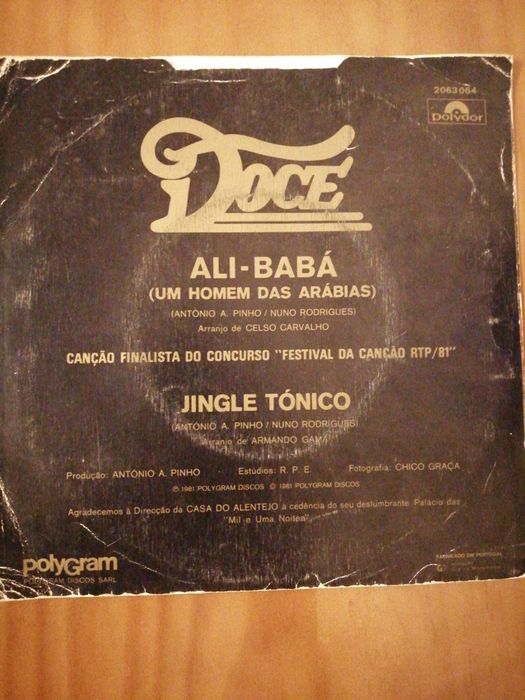 2063 064
polydor
DOCE
ALI-BABÁ
(UM HOMEM DAS ARÁBIAS)
(ANTÓNIO A. PINHO / NUNO RODRIGUES)
Arranjo de CELSO CARVALHO
CANÇÃO FINALISTA DO CONCURSO "FESTIVAL DA CANÇÃO RTP/81"
JINGLE TÓNICO
(ANTÓNIO A. PINHO / NUNO RODRIGUES)
Arranjo de ARMANDO GAMA
Produção: ANTÓNIO A. PINHO Estúdios: R. P. E. Fotografia: CHICO GRAÇA
℗ 1981 POLYGRAM DISCOS © 1981 POLYGRAM DISCOS
Agradecemos à Direcção da CASA DO ALENTEJO a cedência do seu deslumbrante Palácio das
"Mil e Uma Noites"
polyGram
POLYGRAM DISCOS SARL
FABRICADO EM PORTUGAL